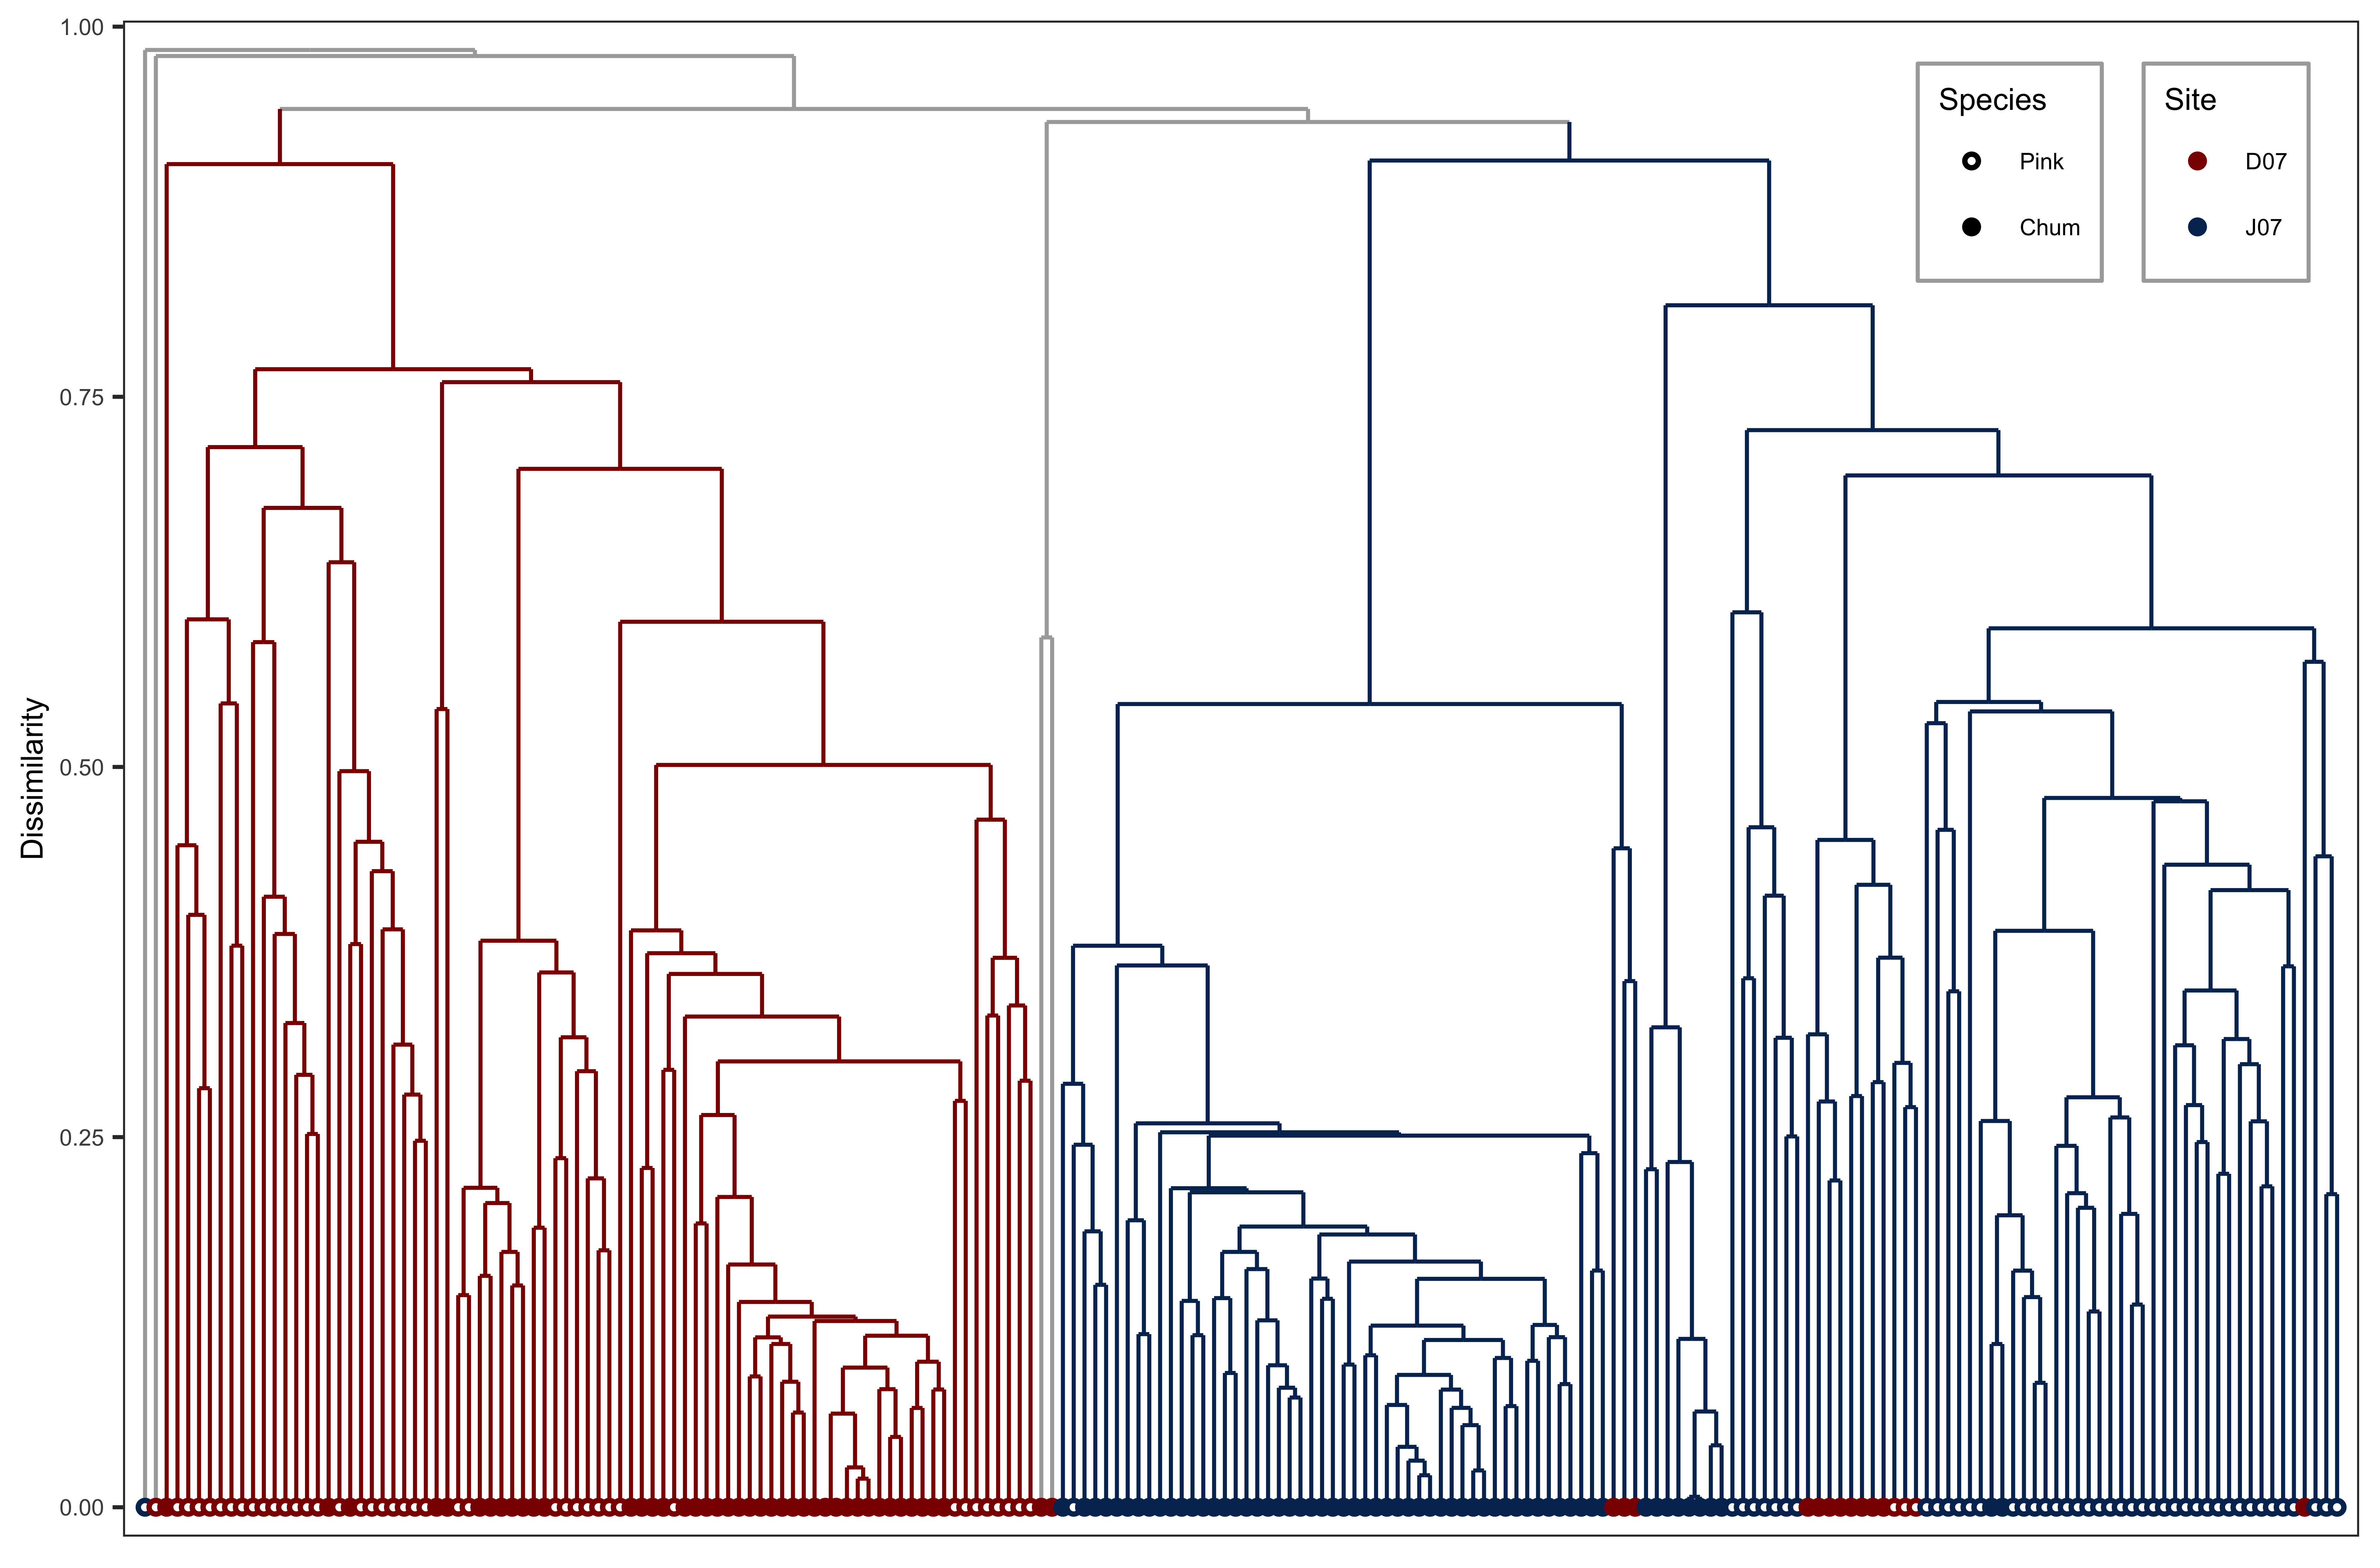 1.00
0.75
0.50
0.25
0.00
Dissimilarity
Species
Pink
Chum
Site
D07
J07